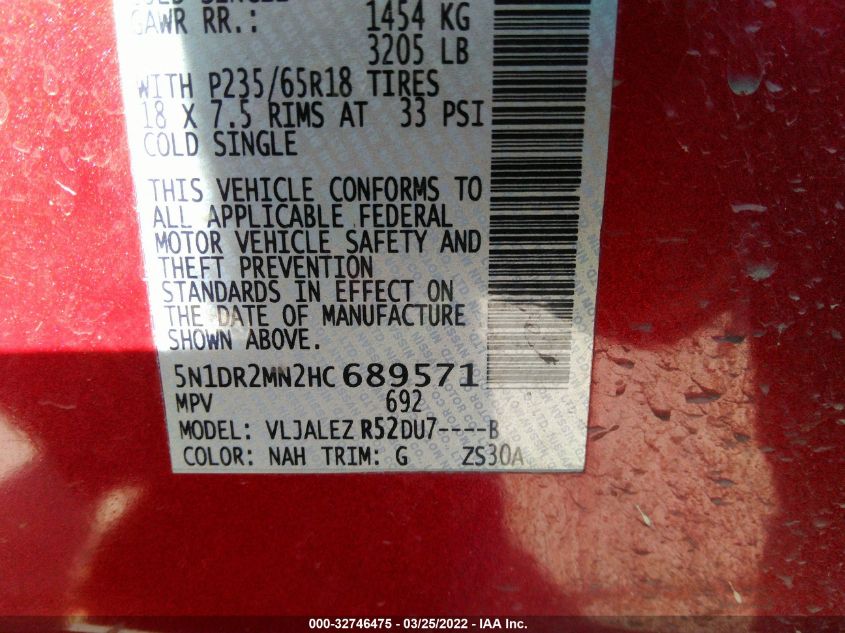 GAWR RR.: 1454 KG
3205 LB
WITH P235/65R18 TIRES
18 X 7.5 RIMS AT 33 PSI
COLD SINGLE
THIS VEHICLE CONFORMS TO
ALL APPLICABLE FEDERAL
MOTOR VEHICLE SAFETY AND
THEFT PREVENTION
STANDARDS IN EFFECT ON
THE DATE OF MANUFACTURE
SHOWN ABOVE.
5N1DR2MN2HC689571
MPV 692
MODEL: VLJALEZ R52DU7----B
COLOR: NAH TRIM: G ZS30A
000-32746475 - 03/25/2022 - IAA Inc.